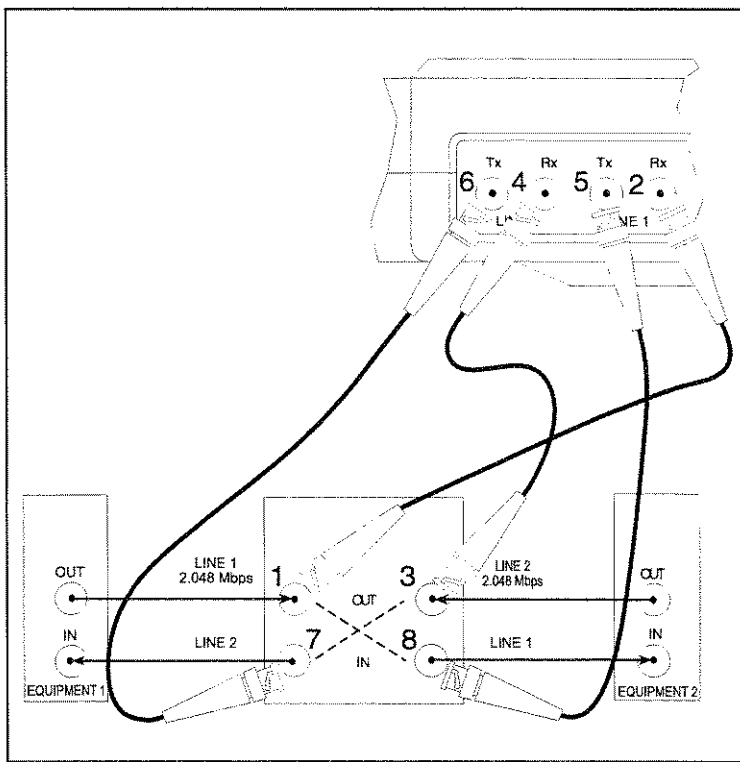 Tx Rx Tx Rx
6 4 5 2
LINE 1
OUT
LINE 1
2.048 Mbps
1
OUT
3
LINE 2
2.048 Mbps
OUT
IN
LINE 2
7
IN
8
LINE 1
IN
EQUIPMENT 1
EQUIPMENT 2